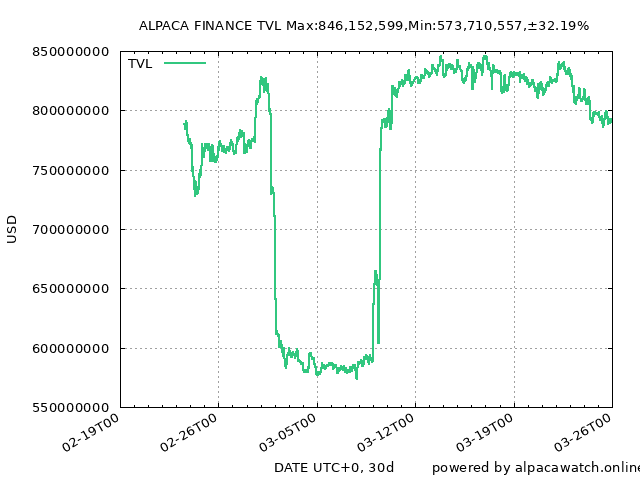 ALPACA FINANCE TVL Max:846,152,599,Min:573,710,557,±32.19%
TVL
850000000
800000000
750000000
700000000
650000000
600000000
550000000
USD
02-19T00
02-26T00
03-05T00
03-12T00
03-19T00
03-26T00
DATE UTC+0, 30d
powered by alpacawatch.online